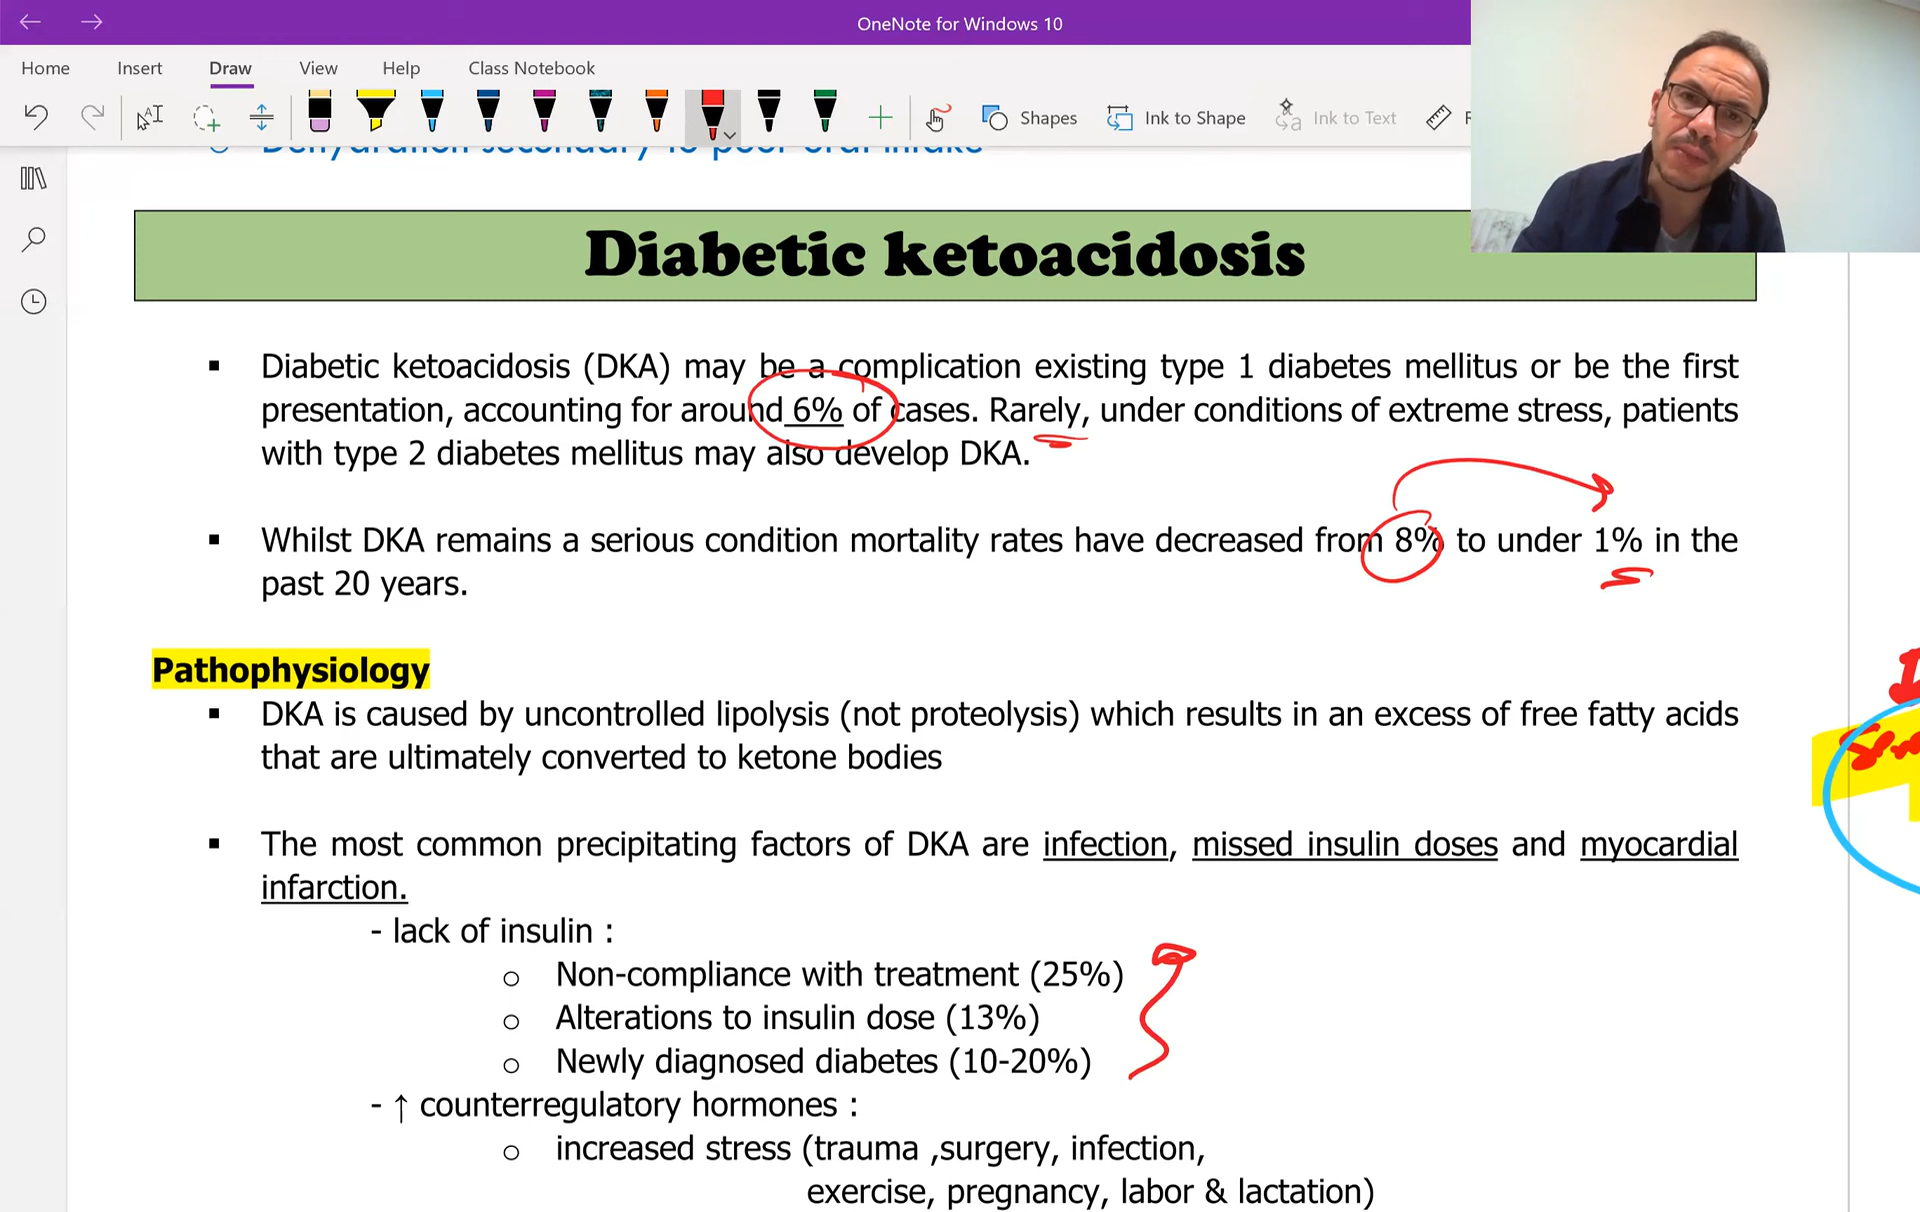 OneNote for Windows 10
Home Insert Draw View Help Class Notebook
Shapes Ink to Shape Ink to Text
Dehydration secondary to poor oral intake
Diabetic ketoacidosis
▪ Diabetic ketoacidosis (DKA) may be a complication existing type 1 diabetes mellitus or be the first
presentation, accounting for around 6% of cases. Rarely, under conditions of extreme stress, patients
with type 2 diabetes mellitus may also develop DKA.
▪ Whilst DKA remains a serious condition mortality rates have decreased from 8% to under 1% in the
past 20 years.
Pathophysiology
▪ DKA is caused by uncontrolled lipolysis (not proteolysis) which results in an excess of free fatty acids
that are ultimately converted to ketone bodies
▪ The most common precipitating factors of DKA are infection, missed insulin doses and myocardial
infarction.
- lack of insulin :
o Non-compliance with treatment (25%)
o Alterations to insulin dose (13%)
o Newly diagnosed diabetes (10-20%)
- ↑ counterregulatory hormones :
o increased stress (trauma ,surgery, infection,
exercise, pregnancy, labor & lactation)